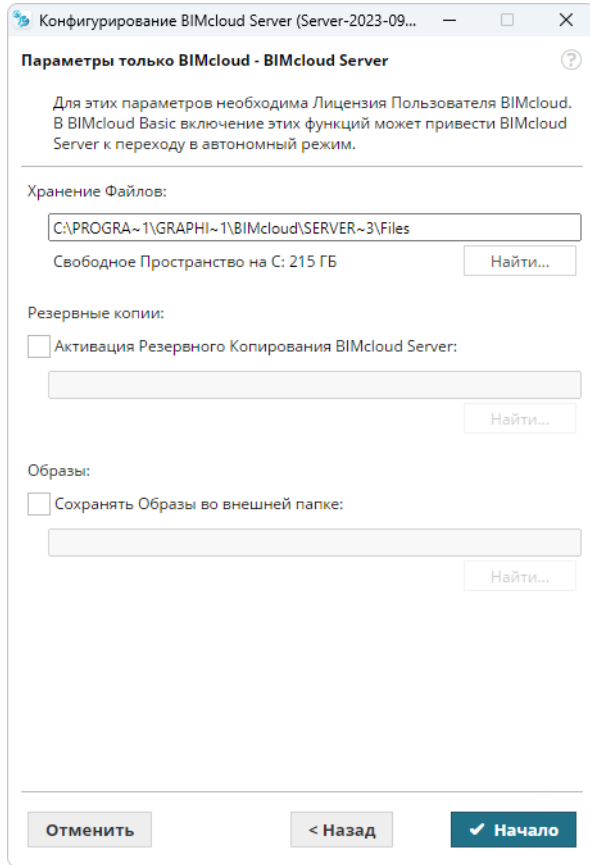 Конфигурирование BIMcloud Server (Server-2023-09...
Параметры только BIMcloud - BIMcloud Server
?
Для этих параметров необходима Лицензия Пользователя BIMcloud.
В BIMcloud Basic включение этих функций может привести BIMcloud
Server к переходу в автономный режим.
Хранение Файлов:
C:\PROGRA~1\GRAPHI~1\BIMcloud\SERVER~3\Files
Свободное Пространство на C: 215 ГБ
Найти...
Резервные копии:
Активация Резервного Копирования BIMcloud Server:
Найти...
Образы:
Сохранять Образы во внешней папке:
Найти...
Отменить
< Назад
Начало